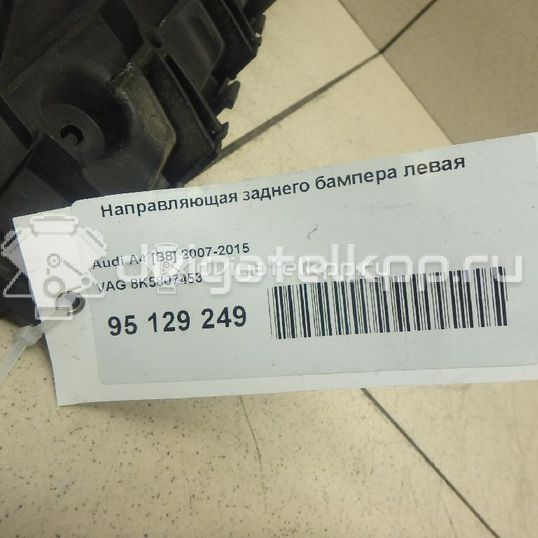 Направляющая заднего бампера левая
Audi A4 [B8] 2007-2015
VAG 8K5807453
95 129 249